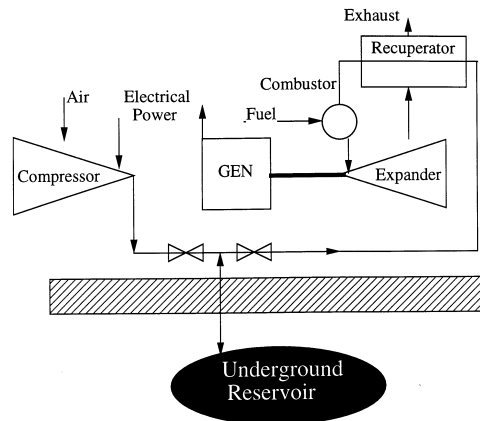 Exhaust
Recuperator
Combustor
Air
Electrical
Power
Fuel
Compressor
GEN
Expander
Underground
Reservoir